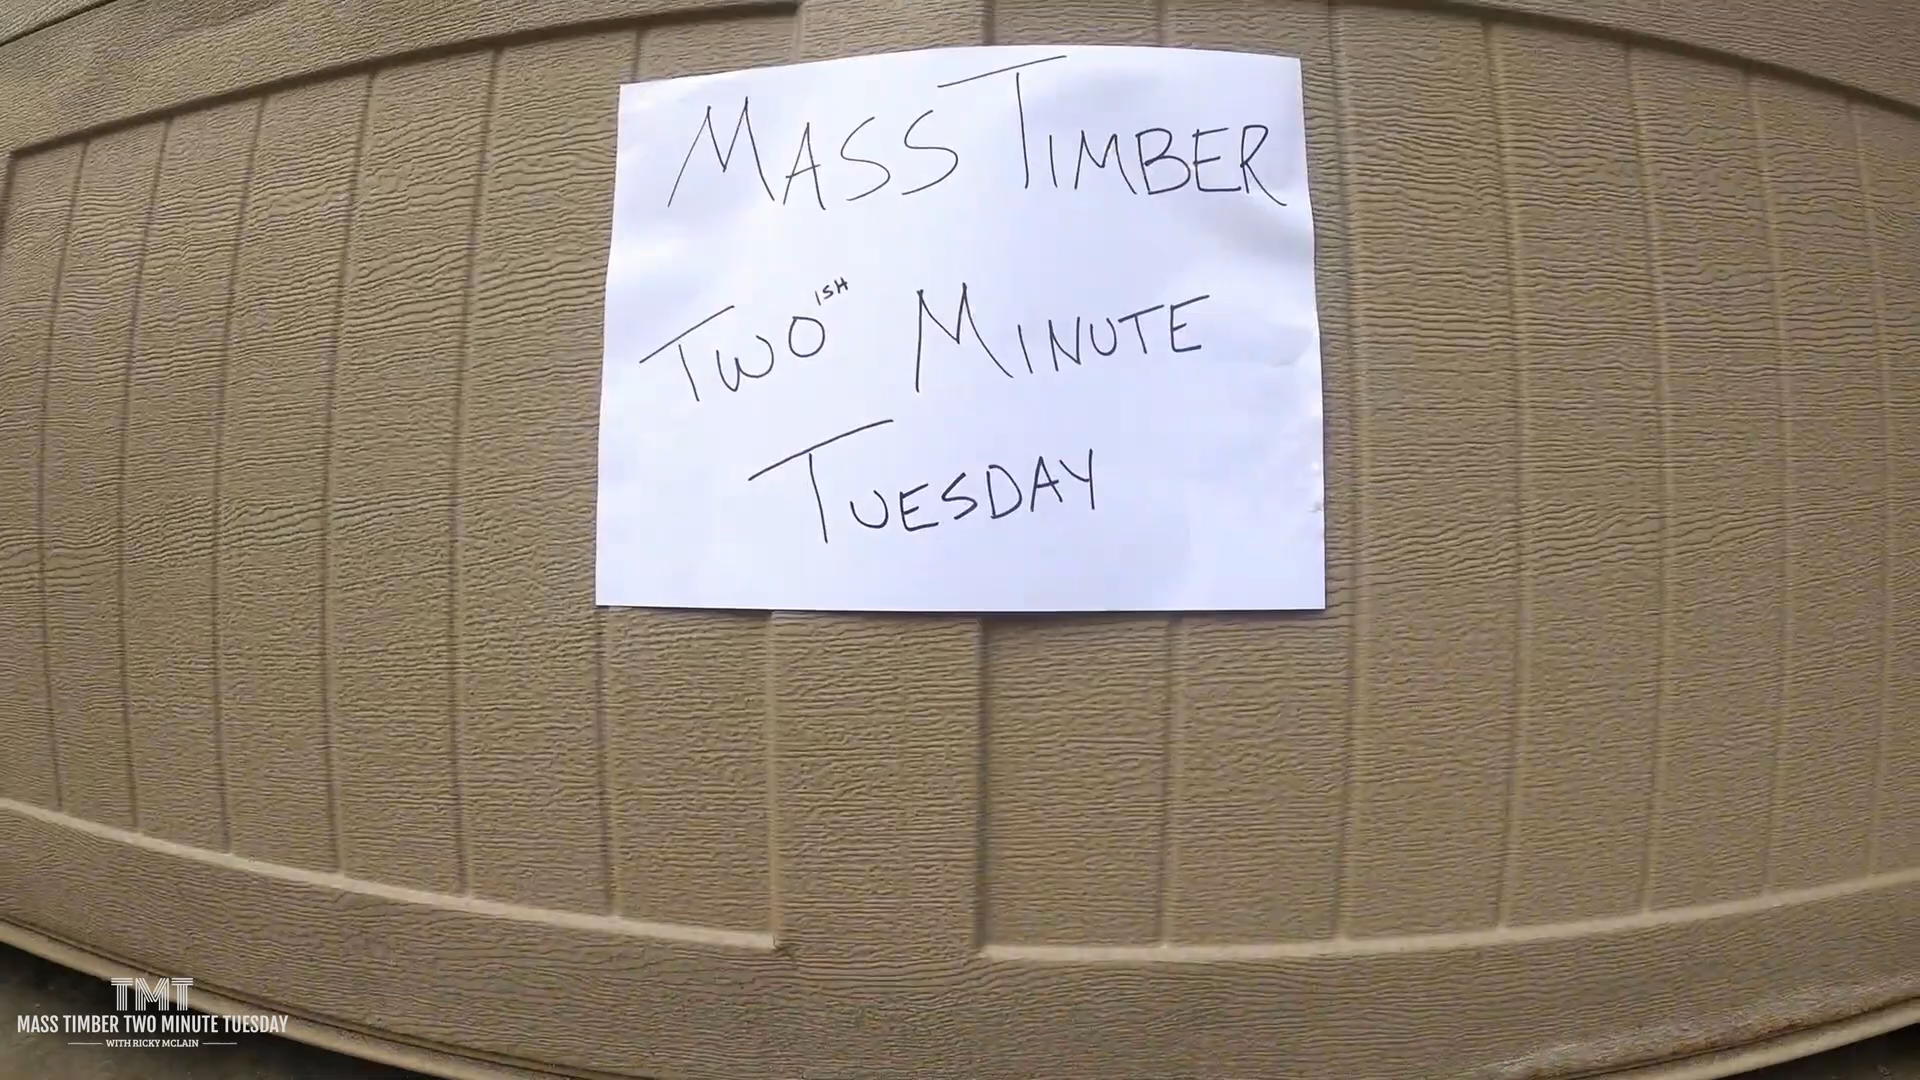 MASS TIMBER
TWO ISH MINUTE
TUESDAY
TMT
MASS TIMBER TWO MINUTE TUESDAY
WITH RICKY MCLAIN